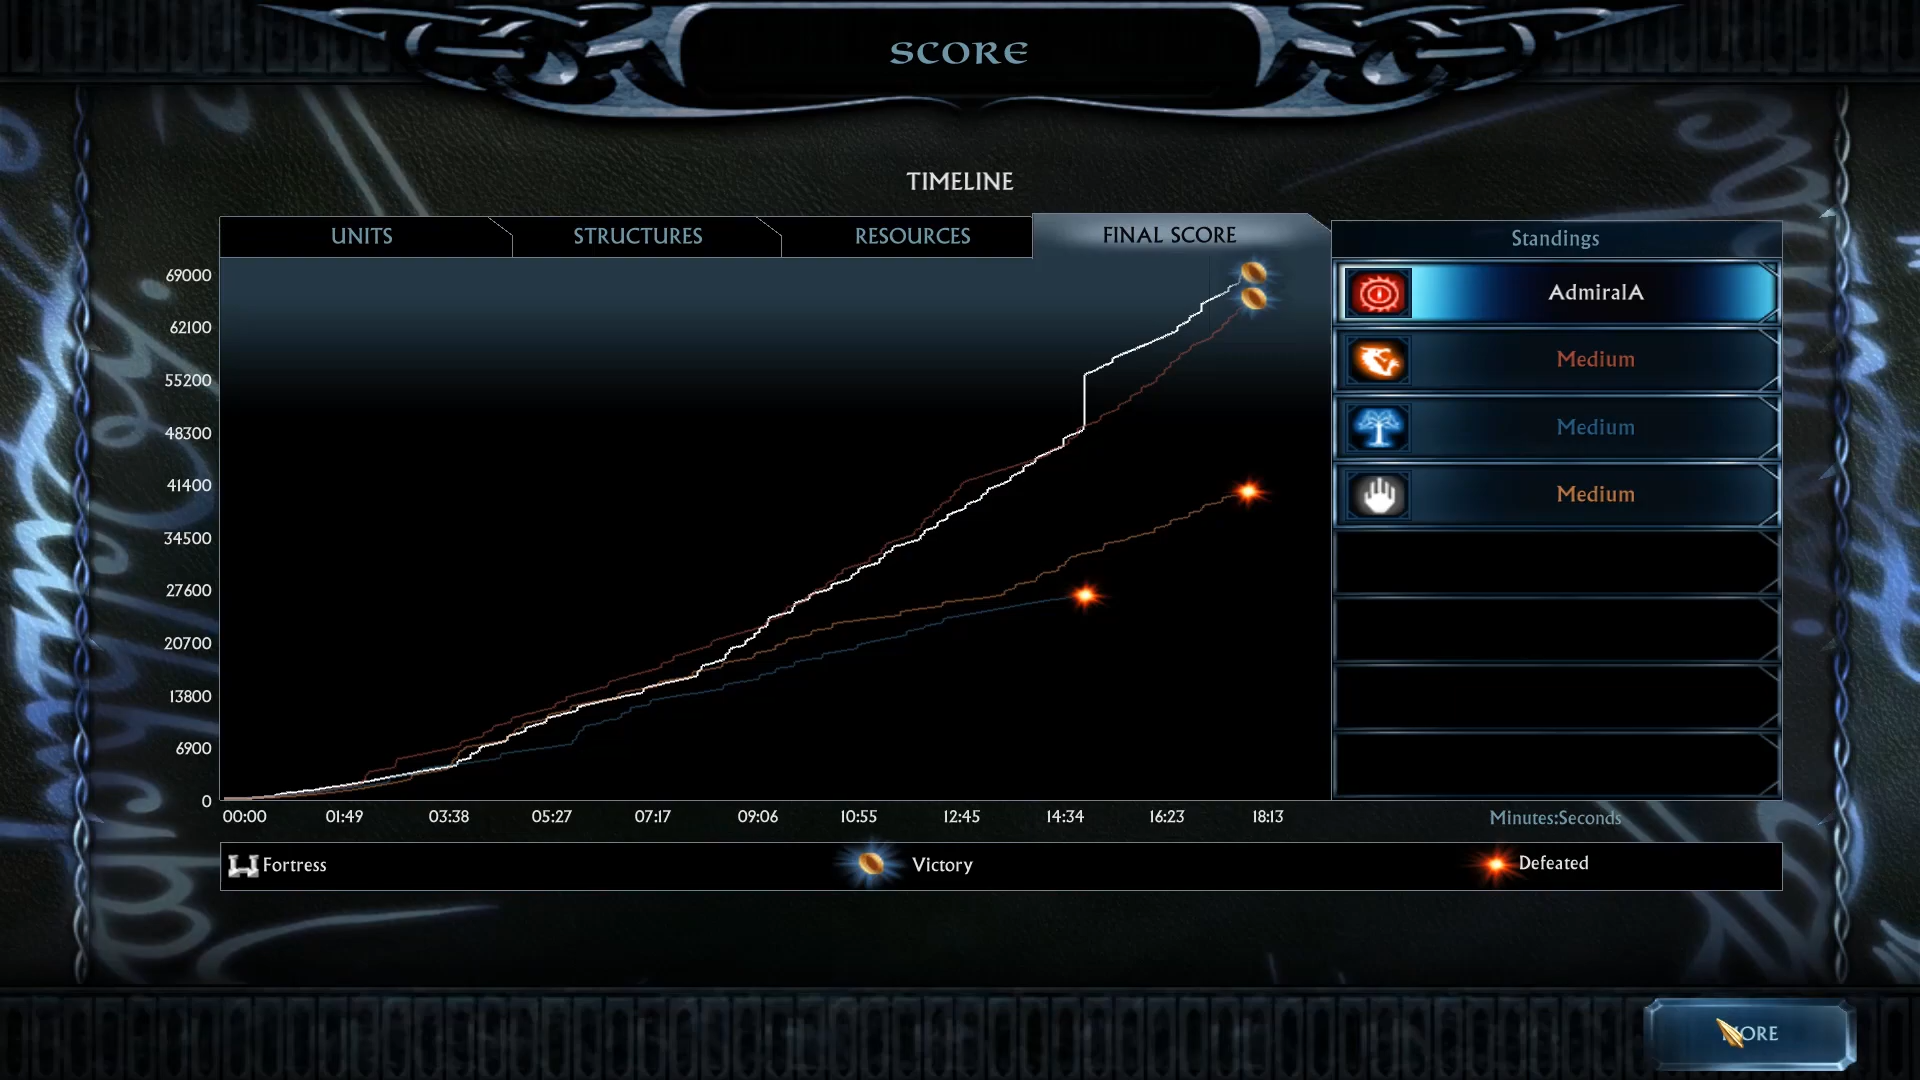 SCORE
TIMELINE
UNITS STRUCTURES RESOURCES FINAL SCORE Standings
69000
62100
55200
48300
41400
34500
27600
20700
13800
6900
0
AdmiralA
Medium
Medium
Medium
00:00 01:49 03:38 05:27 07:17 09:06 10:55 12:45 14:34 16:23 18:13 Minutes:Seconds
Fortress Victory Defeated